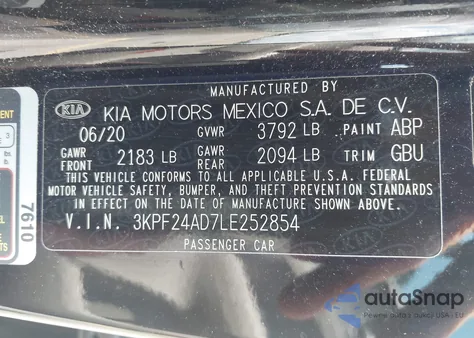 MANUFACTURED BY
KIA KIA MOTORS MEXICO S.A. DE C.V.
06/20 GVWR 3792 LB PAINT ABP
GAWR FRONT 2183 LB GAWR REAR 2094 LB TRIM GBU
THIS VEHICLE CONFORMS TO ALL APPLICABLE U.S.A. FEDERAL
MOTOR VEHICLE SAFETY, BUMPER, AND THEFT PREVENTION STANDARDS
IN EFFECT ON THE DATE OF MANUFACTURE SHOWN ABOVE.
V.I.N. 3KPF24AD7LE252854
PASSENGER CAR
7610
autoSnap